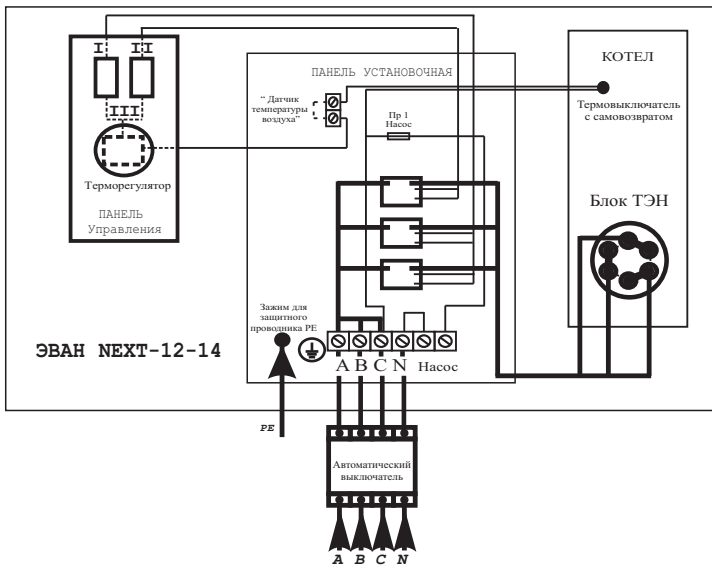 I II
III
Терморегулятор
ПАНЕЛЬ
Управления
ПАНЕЛЬ УСТАНОВОЧНАЯ
“ Датчик
температуры
воздуха”
Пр 1
Насос
КОТЕЛ
Термовыключатель
с самовозвратом
Блок ТЭН
Зажим для
защитного
проводника PE
ЭВАН NEXT-12-14
A B C N Насос
PE
Автоматический
выключатель
A B C N